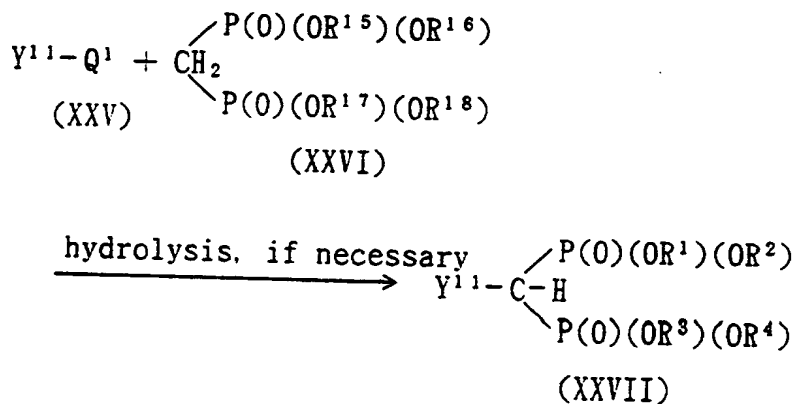 P(O)(OR¹⁵)(OR¹⁶)
Y¹¹-Q¹ + CH₂
P(O)(OR¹⁷)(OR¹⁸)
(XXV)
(XXVI)
hydrolysis, if necessary
P(O)(OR¹)(OR²)
Y¹¹-C-H
P(O)(OR³)(OR⁴)
(XXVII)